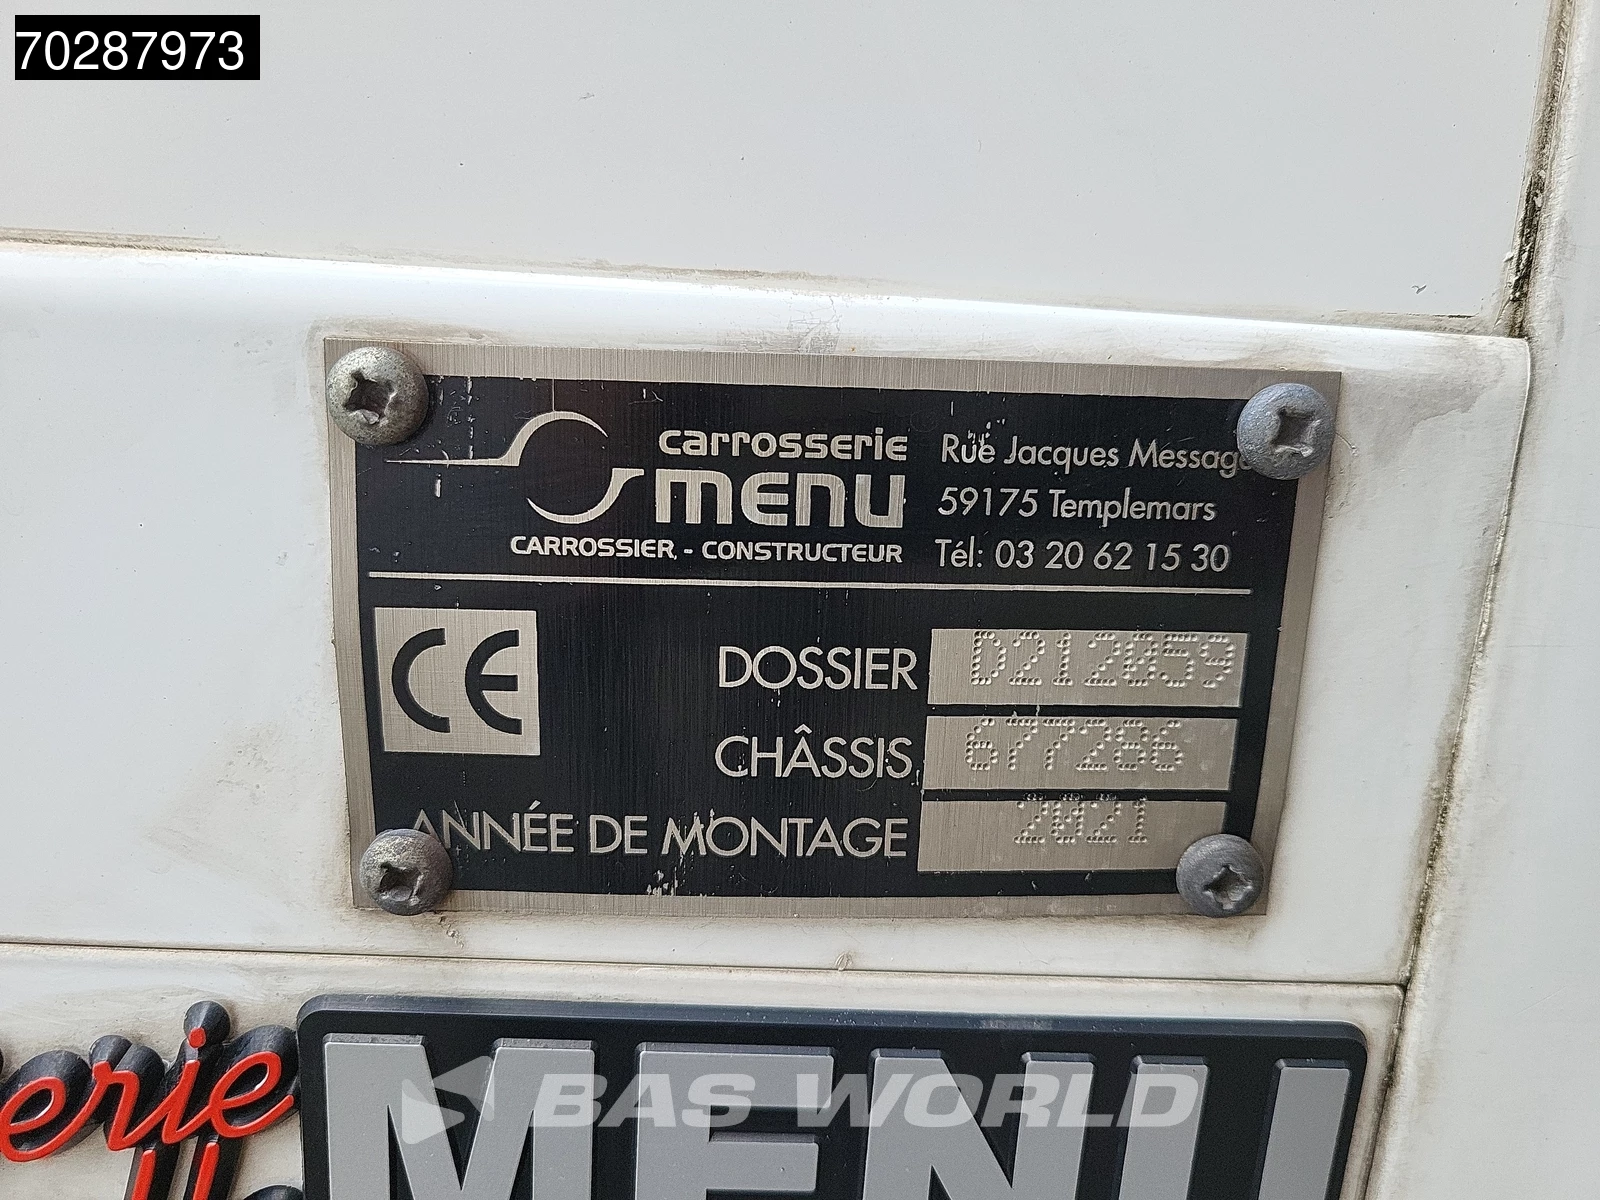 70287973
carrosserie
MENU
CARROSSIER - CONSTRUCTEUR
Rue Jacques
59175 Templemars
Tél: 03 20 62 15 30
CE
DOSSIER D212059
CHÂSSIS 677286
ANNÉE DE MONTAGE 2021
erie
MENU
BAS WORLD